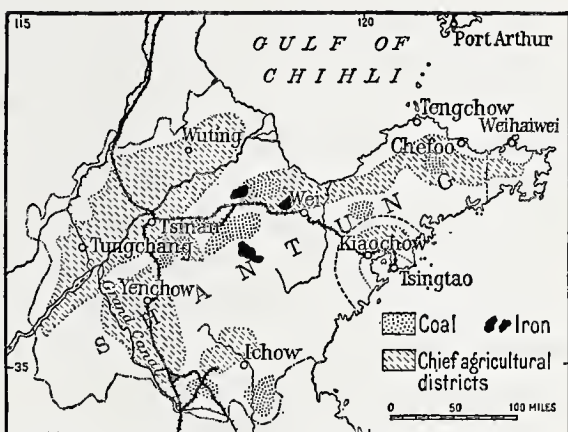 115
120
GULF OF
CHIHLI
Port Arthur
Tengchow
Weihaiwei
Chefoo
Wuting
Wei
Tsinan
Tungchang
Kiaochow
Tsingtao
Yenchow
Grand Canal
SHANTUNG
Ichow
35
Coal
Iron
Chief agricultural
districts
0 50 100 MILES